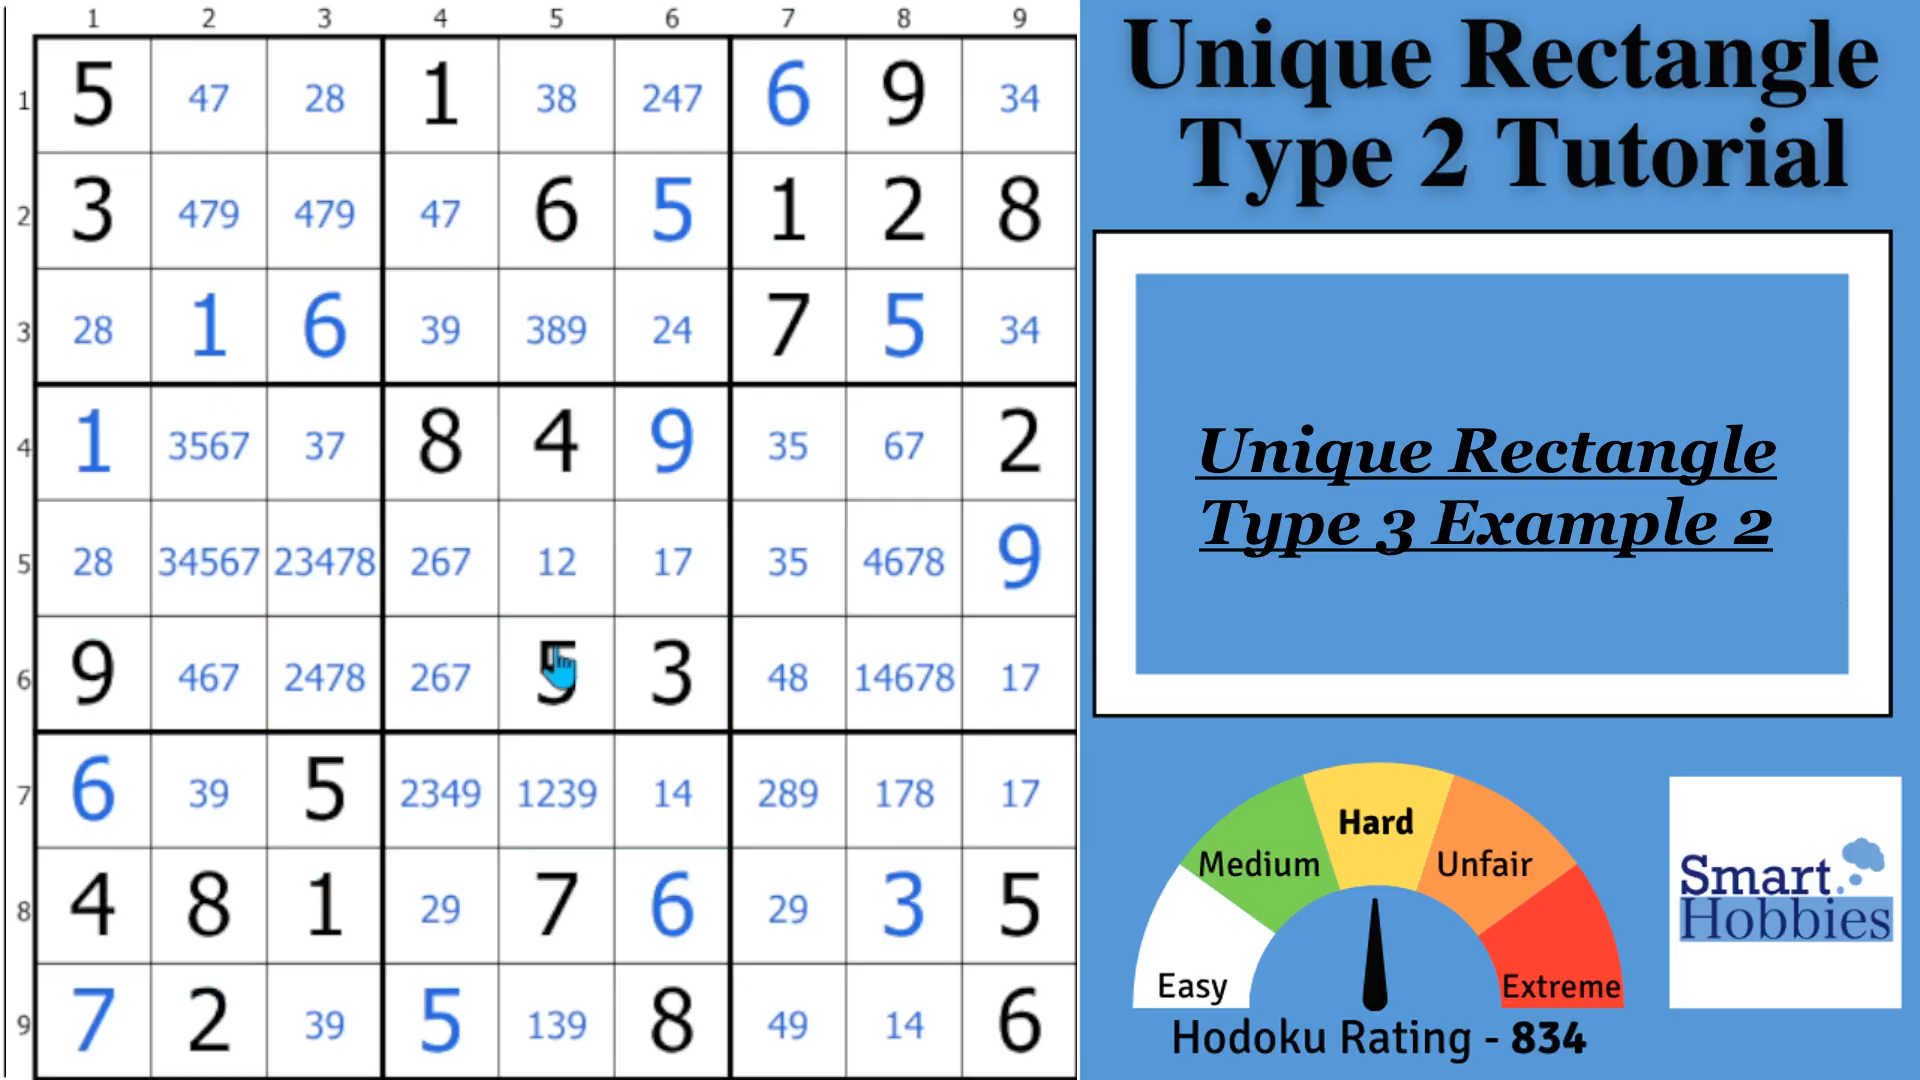 1 2 3 4 5 6 7 8 9
1 5 47 28 1 38 247 6 9 34
2 3 479 479 47 6 5 1 2 8
3 28 1 6 39 389 24 7 5 34
4 1 3567 37 8 4 9 35 67 2
5 28 34567 23478 267 12 17 35 4678 9
6 9 467 2478 267 5 3 48 14678 17
7 6 39 5 2349 1239 14 289 178 17
8 4 8 1 29 7 6 29 3 5
9 7 2 39 5 139 8 49 14 6
Unique Rectangle
Type 2 Tutorial
Unique Rectangle
Type 3 Example 2
Easy
Medium
Hard
Unfair
Extreme
Hodoku Rating - 834
Smart
Hobbies